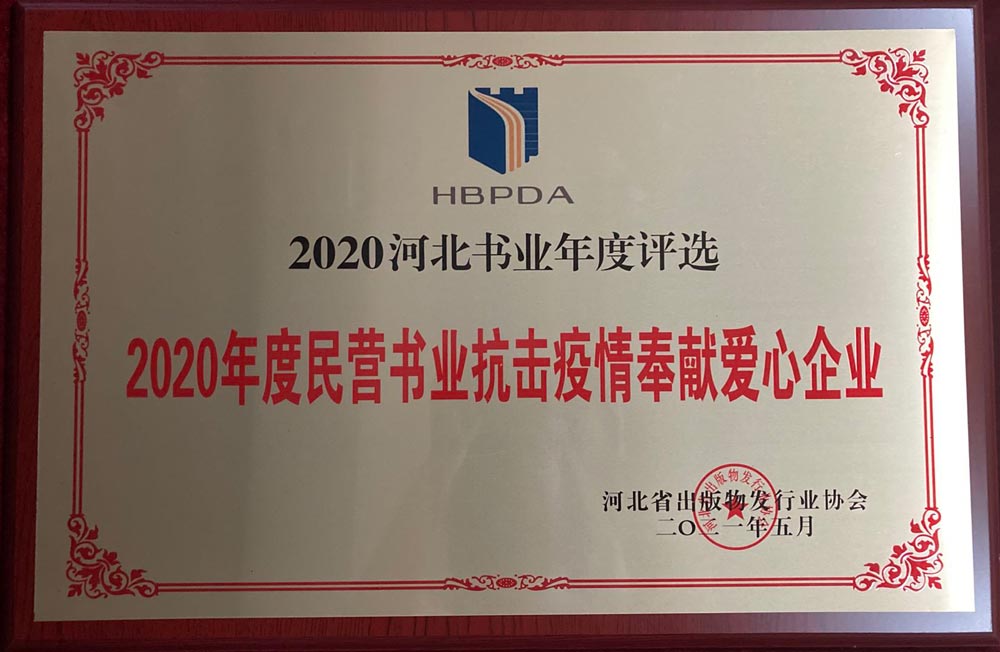 HBPDA
2020河北书业年度评选
2020年度民营书业抗击疫情奉献爱心企业
河北省出版物发行业协会
二〇二一年五月